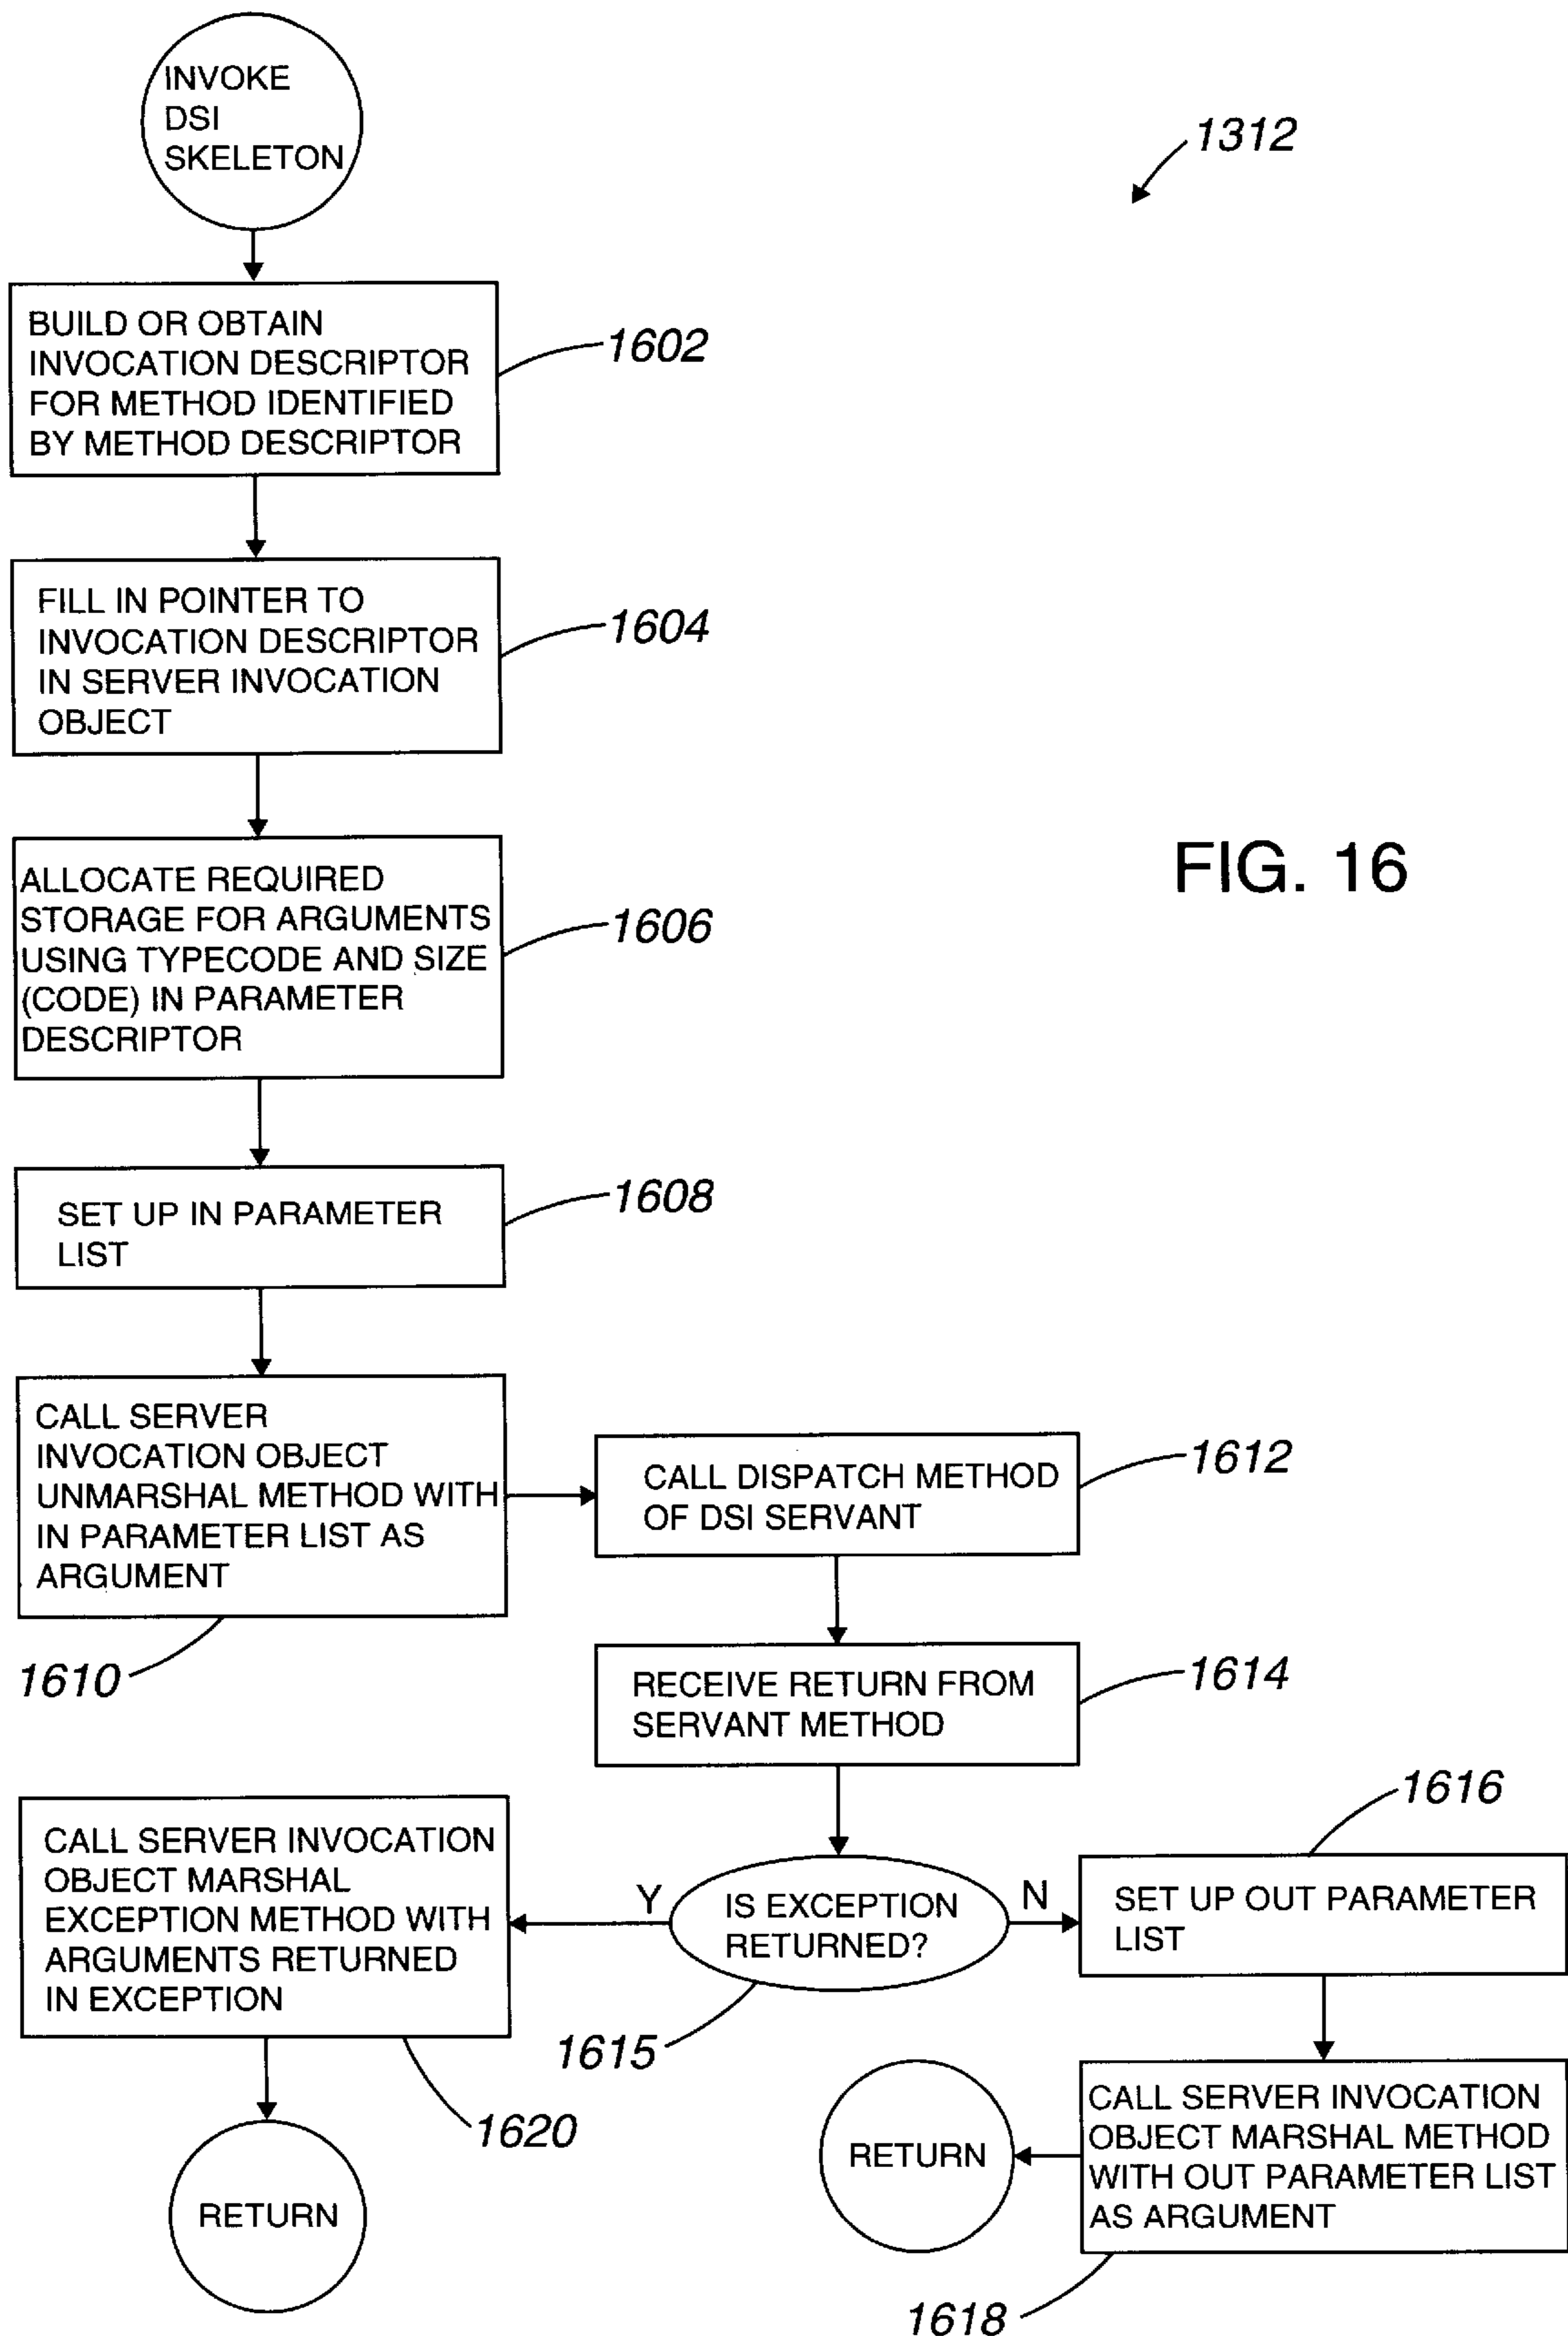 INVOKE
DSI
SKELETON
1312
BUILD OR OBTAIN
INVOCATION DESCRIPTOR
FOR METHOD IDENTIFIED
BY METHOD DESCRIPTOR
1602
FILL IN POINTER TO
INVOCATION DESCRIPTOR
IN SERVER INVOCATION
OBJECT
1604
FIG. 16
ALLOCATE REQUIRED
STORAGE FOR ARGUMENTS
USING TYPECODE AND SIZE
(CODE) IN PARAMETER
DESCRIPTOR
1606
SET UP IN PARAMETER
LIST
1608
CALL SERVER
INVOCATION OBJECT
UNMARSHAL METHOD WITH
IN PARAMETER LIST AS
ARGUMENT
1610
CALL DISPATCH METHOD
OF DSI SERVANT
1612
RECEIVE RETURN FROM
SERVANT METHOD
1614
IS EXCEPTION
RETURNED?
1615
Y
N
CALL SERVER INVOCATION
OBJECT MARSHAL
EXCEPTION METHOD WITH
ARGUMENTS RETURNED
IN EXCEPTION
1620
RETURN
SET UP OUT PARAMETER
LIST
1616
CALL SERVER INVOCATION
OBJECT MARSHAL METHOD
WITH OUT PARAMETER LIST
AS ARGUMENT
1618
RETURN